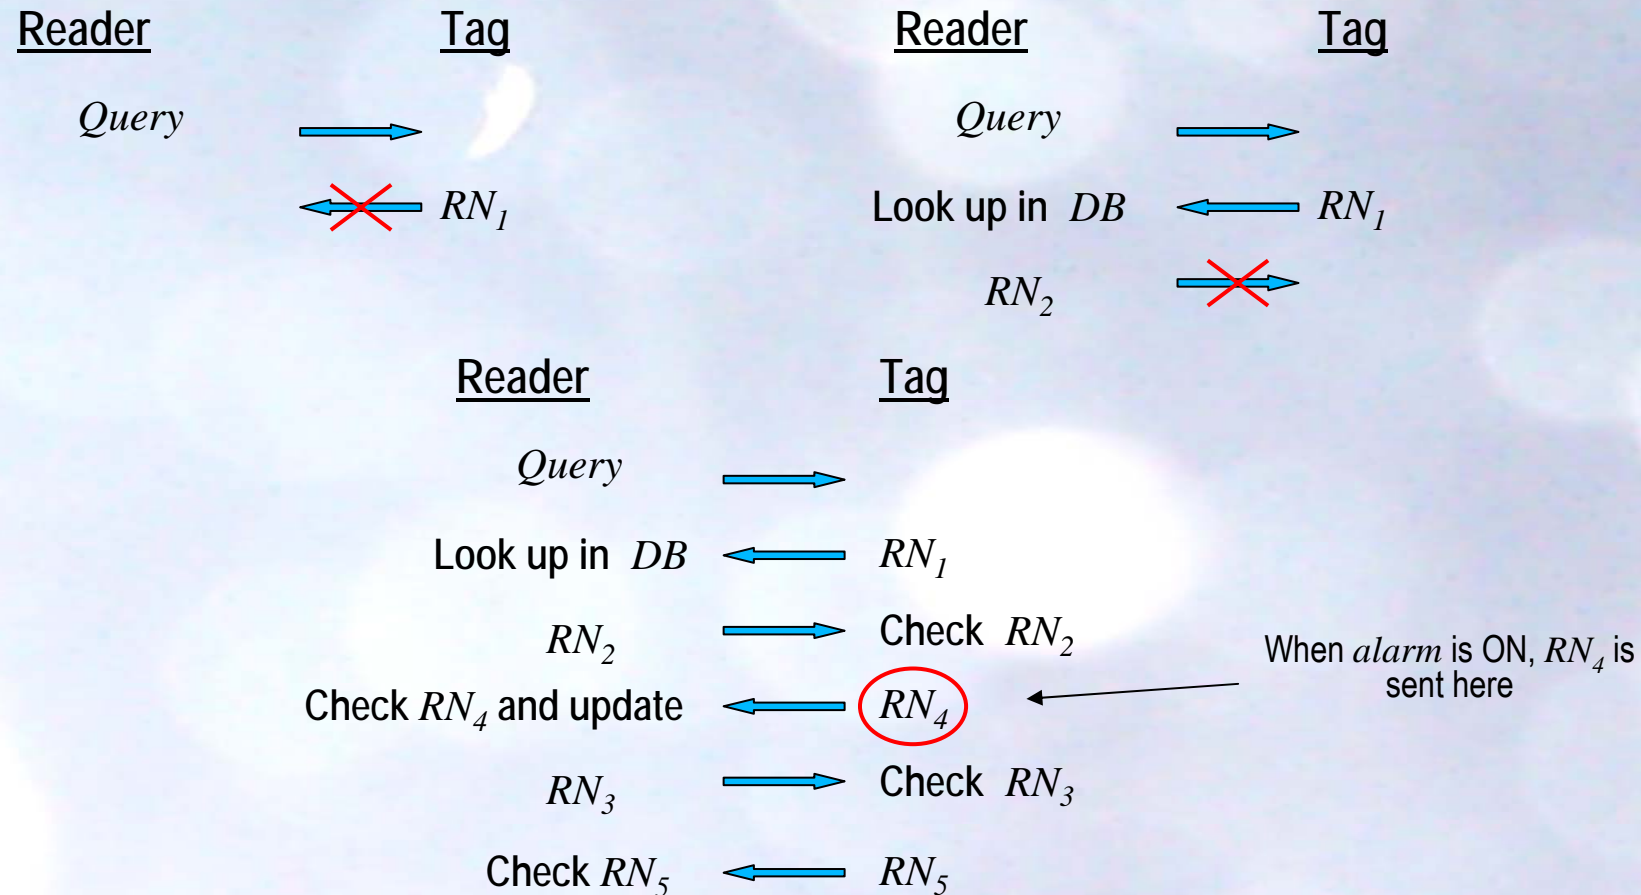 Reader Tag
Query
RN1
Reader Tag
Query
Look up in DB RN1
RN2
Reader Tag
Query
Look up in DB RN1
RN2 Check RN2
Check RN4 and update RN4
When alarm is ON, RN4 is
sent here
RN3 Check RN3
Check RN5 RN5